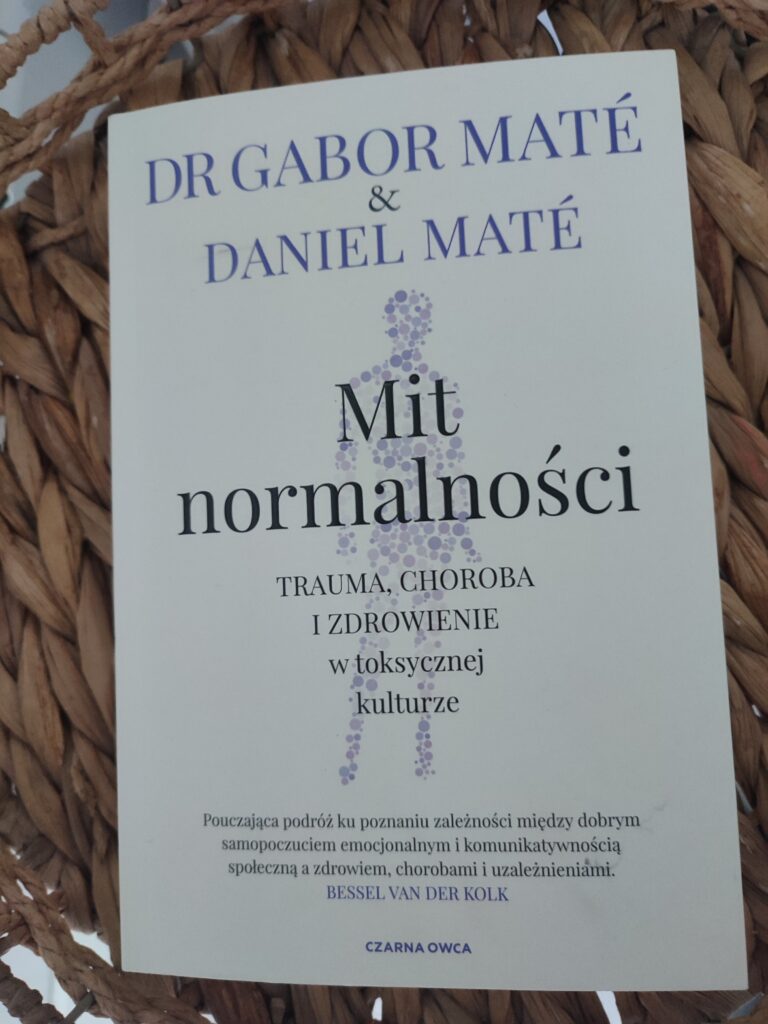 DR GABOR MATÉ
&
DANIEL MATÉ
Mit
normalności
TRAUMA, CHOROBA
I ZDROWIENIE
w toksycznej
kulturze
Pouczająca podróż ku poznaniu zależności między dobrym
samopoczuciem emocjonalnym i komunikatywnością
społeczną a zdrowiem, chorobami i uzależnieniami.
BESSEL VAN DER KOLK
CZARNA OWCA